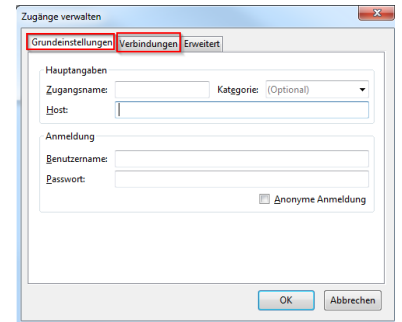 Zugänge verwalten
Grundeinstellungen Verbindungen Erweitert
Hauptangaben
Zugangsname: Kategorie: (Optional)
Host:
Anmeldung
Benutzername:
Passwort:
Anonyme Anmeldung
OK Abbrechen